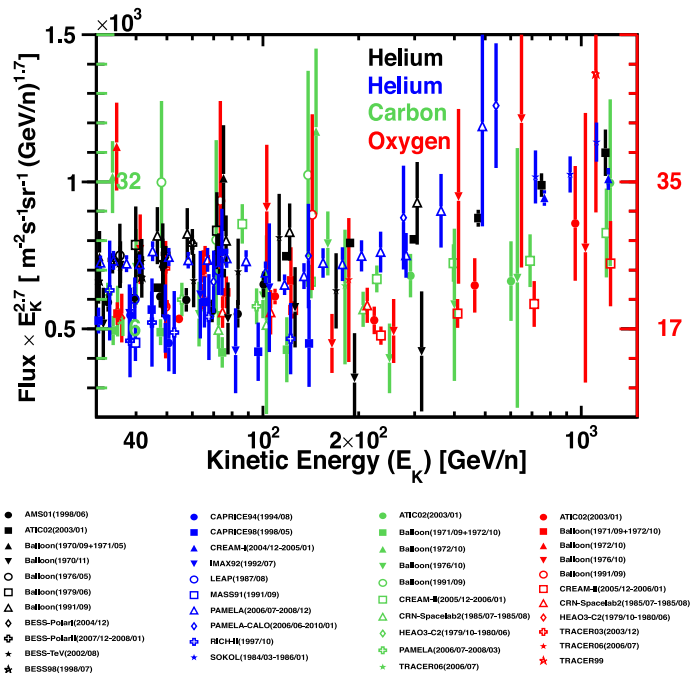 ×10³
1.5
1
0.5
Flux × E_K^2.7 [ m⁻²s⁻¹sr⁻¹ (GeV/n)^1.7]
Helium
Helium
Carbon
Oxygen
32
35
17
40
10²
2×10²
10³
Kinetic Energy (E_K) [GeV/n]
AMS01(1998/06)
ATIC02(2003/01)
Balloon(1970/09+1971/05)
Balloon(1970/11)
Balloon(1976/05)
Balloon(1979/06)
Balloon(1991/09)
BESS-PolarI(2004/12)
BESS-PolarII(2007/12-2008/01)
BESS-TeV(2002/08)
BESS98(1998/07)
CAPRICE94(1994/08)
CAPRICE98(1998/05)
CREAM-I(2004/12-2005/01)
IMAX92(1992/07)
LEAP(1987/08)
MASS91(1991/09)
PAMELA(2006/07-2008/12)
PAMELA-CALO(2006/06-2010/01)
RICH-II(1997/10)
SOKOL(1984/03-1986/01)
ATIC02(2003/01)
Balloon(1971/09+1972/10)
Balloon(1972/10)
Balloon(1976/10)
Balloon(1991/09)
CREAM-II(2005/12-2006/01)
CRN-Spacelab2(1985/07-1985/08)
HEAO3-C2(1979/10-1980/06)
PAMELA(2006/07-2008/03)
TRACER06(2006/07)
ATIC02(2003/01)
Balloon(1971/09+1972/10)
Balloon(1972/10)
Balloon(1976/10)
Balloon(1991/09)
CREAM-II(2005/12-2006/01)
CRN-Spacelab2(1985/07-1985/08)
HEAO3-C2(1979/10-1980/06)
TRACER03(2003/12)
TRACER06(2006/07)
TRACER99